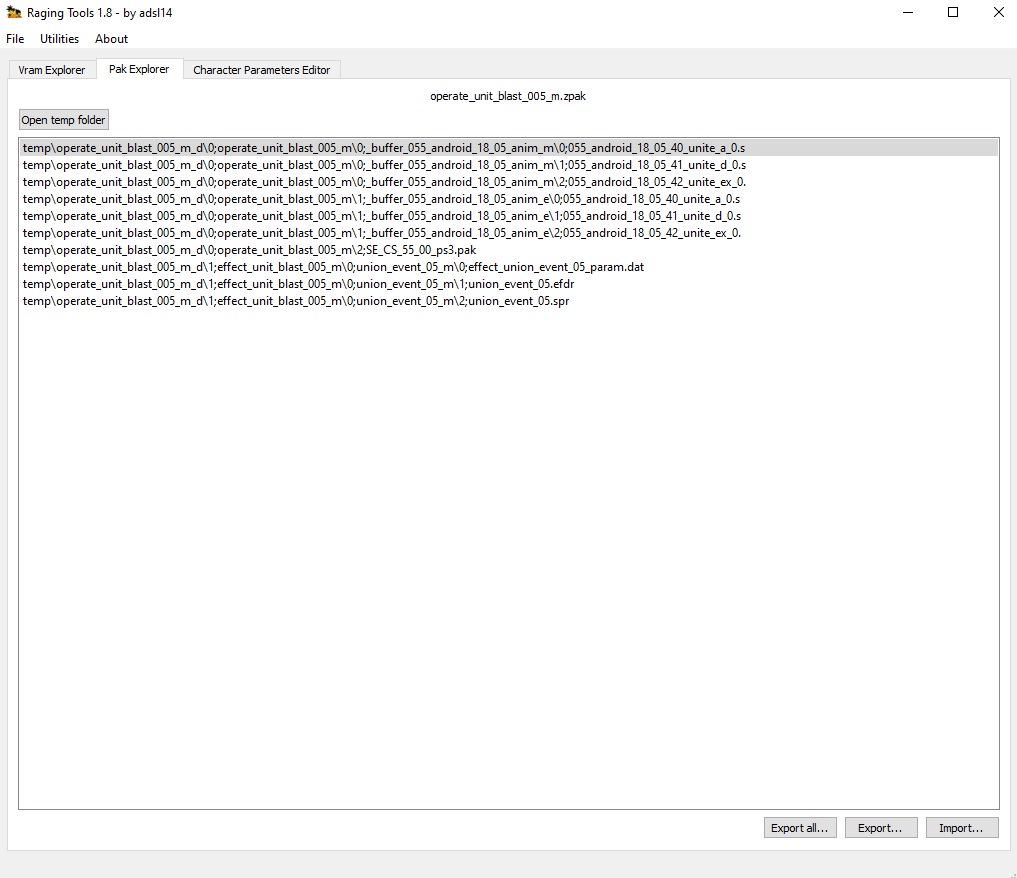 Raging Tools 1.8 - by adsl14
File Utilities About
Vram Explorer Pak Explorer Character Parameters Editor
operate_unit_blast_005_m.zpak
Open temp folder
temp\operate_unit_blast_005_m_d\0;operate_unit_blast_005_m\0;_buffer_055_android_18_05_anim_m\0;055_android_18_05_40_unite_a_0.s
temp\operate_unit_blast_005_m_d\0;operate_unit_blast_005_m\0;_buffer_055_android_18_05_anim_m\1;055_android_18_05_41_unite_d_0.s
temp\operate_unit_blast_005_m_d\0;operate_unit_blast_005_m\0;_buffer_055_android_18_05_anim_m\2;055_android_18_05_42_unite_ex_0.
temp\operate_unit_blast_005_m_d\0;operate_unit_blast_005_m\1;_buffer_055_android_18_05_anim_e\0;055_android_18_05_40_unite_a_0.s
temp\operate_unit_blast_005_m_d\0;operate_unit_blast_005_m\1;_buffer_055_android_18_05_anim_e\1;055_android_18_05_41_unite_d_0.s
temp\operate_unit_blast_005_m_d\0;operate_unit_blast_005_m\1;_buffer_055_android_18_05_anim_e\2;055_android_18_05_42_unite_ex_0.
temp\operate_unit_blast_005_m_d\0;operate_unit_blast_005_m\2;SE_CS_55_00_ps3.pak
temp\operate_unit_blast_005_m_d\1;effect_unit_blast_005_m\0;union_event_05_m\0;effect_union_event_05_param.dat
temp\operate_unit_blast_005_m_d\1;effect_unit_blast_005_m\0;union_event_05_m\1;union_event_05.efdr
temp\operate_unit_blast_005_m_d\1;effect_unit_blast_005_m\0;union_event_05_m\2;union_event_05.spr
Export all... Export... Import...